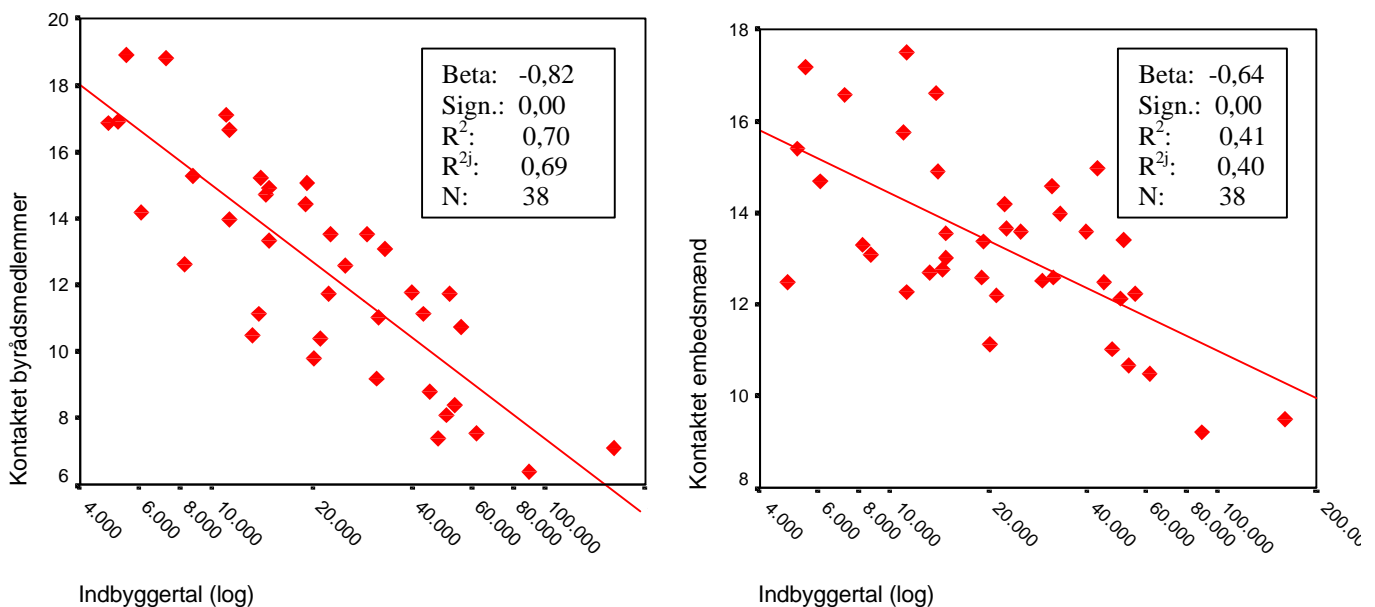 Kontaktet byrådsmedlemmer
20
18
16
14
12
10
8
6
Beta: -0,82
Sign.: 0,00
R²: 0,70
R²ʲ: 0,69
N: 38
4.000 6.000 8.000 10.000 20.000 40.000 60.000 80.000 100.000
Indbyggertal (log)
Kontaktet embedsmænd
18
16
14
12
10
8
Beta: -0,64
Sign.: 0,00
R²: 0,41
R²ʲ: 0,40
N: 38
4.000 6.000 8.000 10.000 20.000 40.000 60.000 80.000 100.000 200.00
Indbyggertal (log)